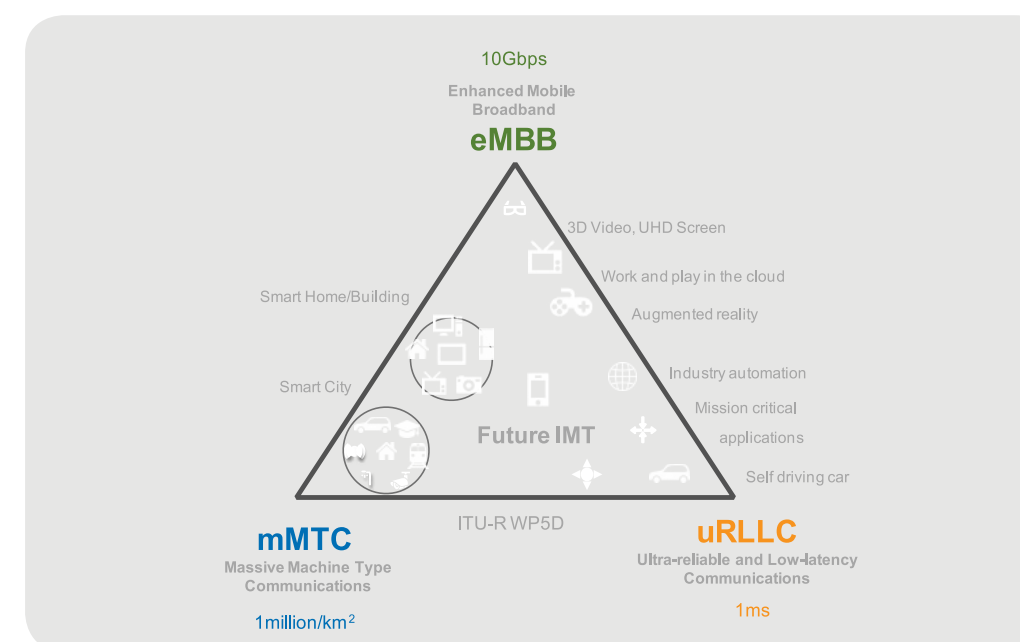 10Gbps
Enhanced Mobile
Broadband
eMBB
3D Video, UHD Screen
Work and play in the cloud
Smart Home/Building
Augmented reality
Industry automation
Smart City
Mission critical
applications
Future IMT
Self driving car
ITU-R WP5D
mMTC
Massive Machine Type
Communications
1million/km²
uRLLC
Ultra-reliable and Low-latency
Communications
1ms